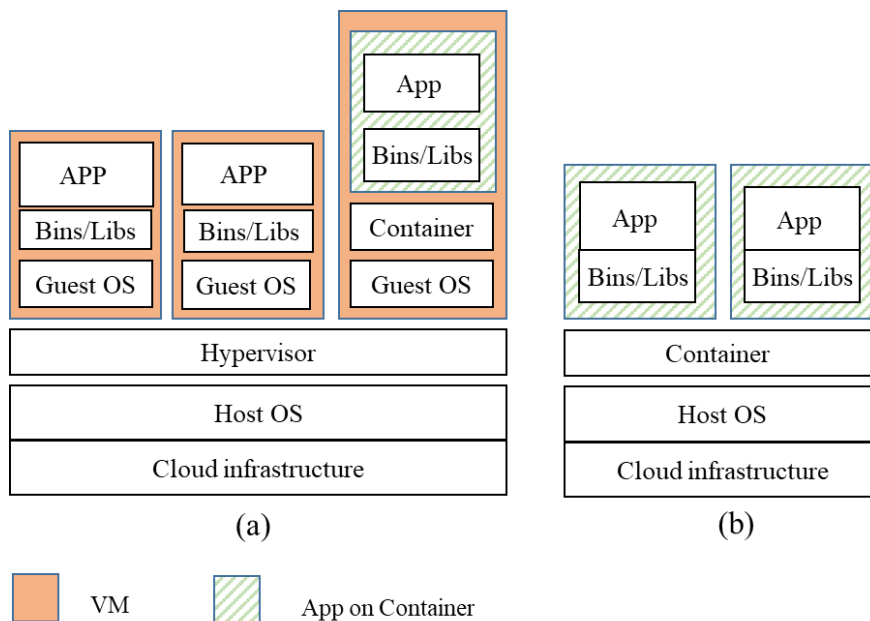 App
Bins/Libs
Container
Guest OS
APP
Bins/Libs
Guest OS
APP
Bins/Libs
Guest OS
Hypervisor
Host OS
Cloud infrastructure
(a)
App
Bins/Libs
App
Bins/Libs
Container
Host OS
Cloud infrastructure
(b)
VM
App on Container